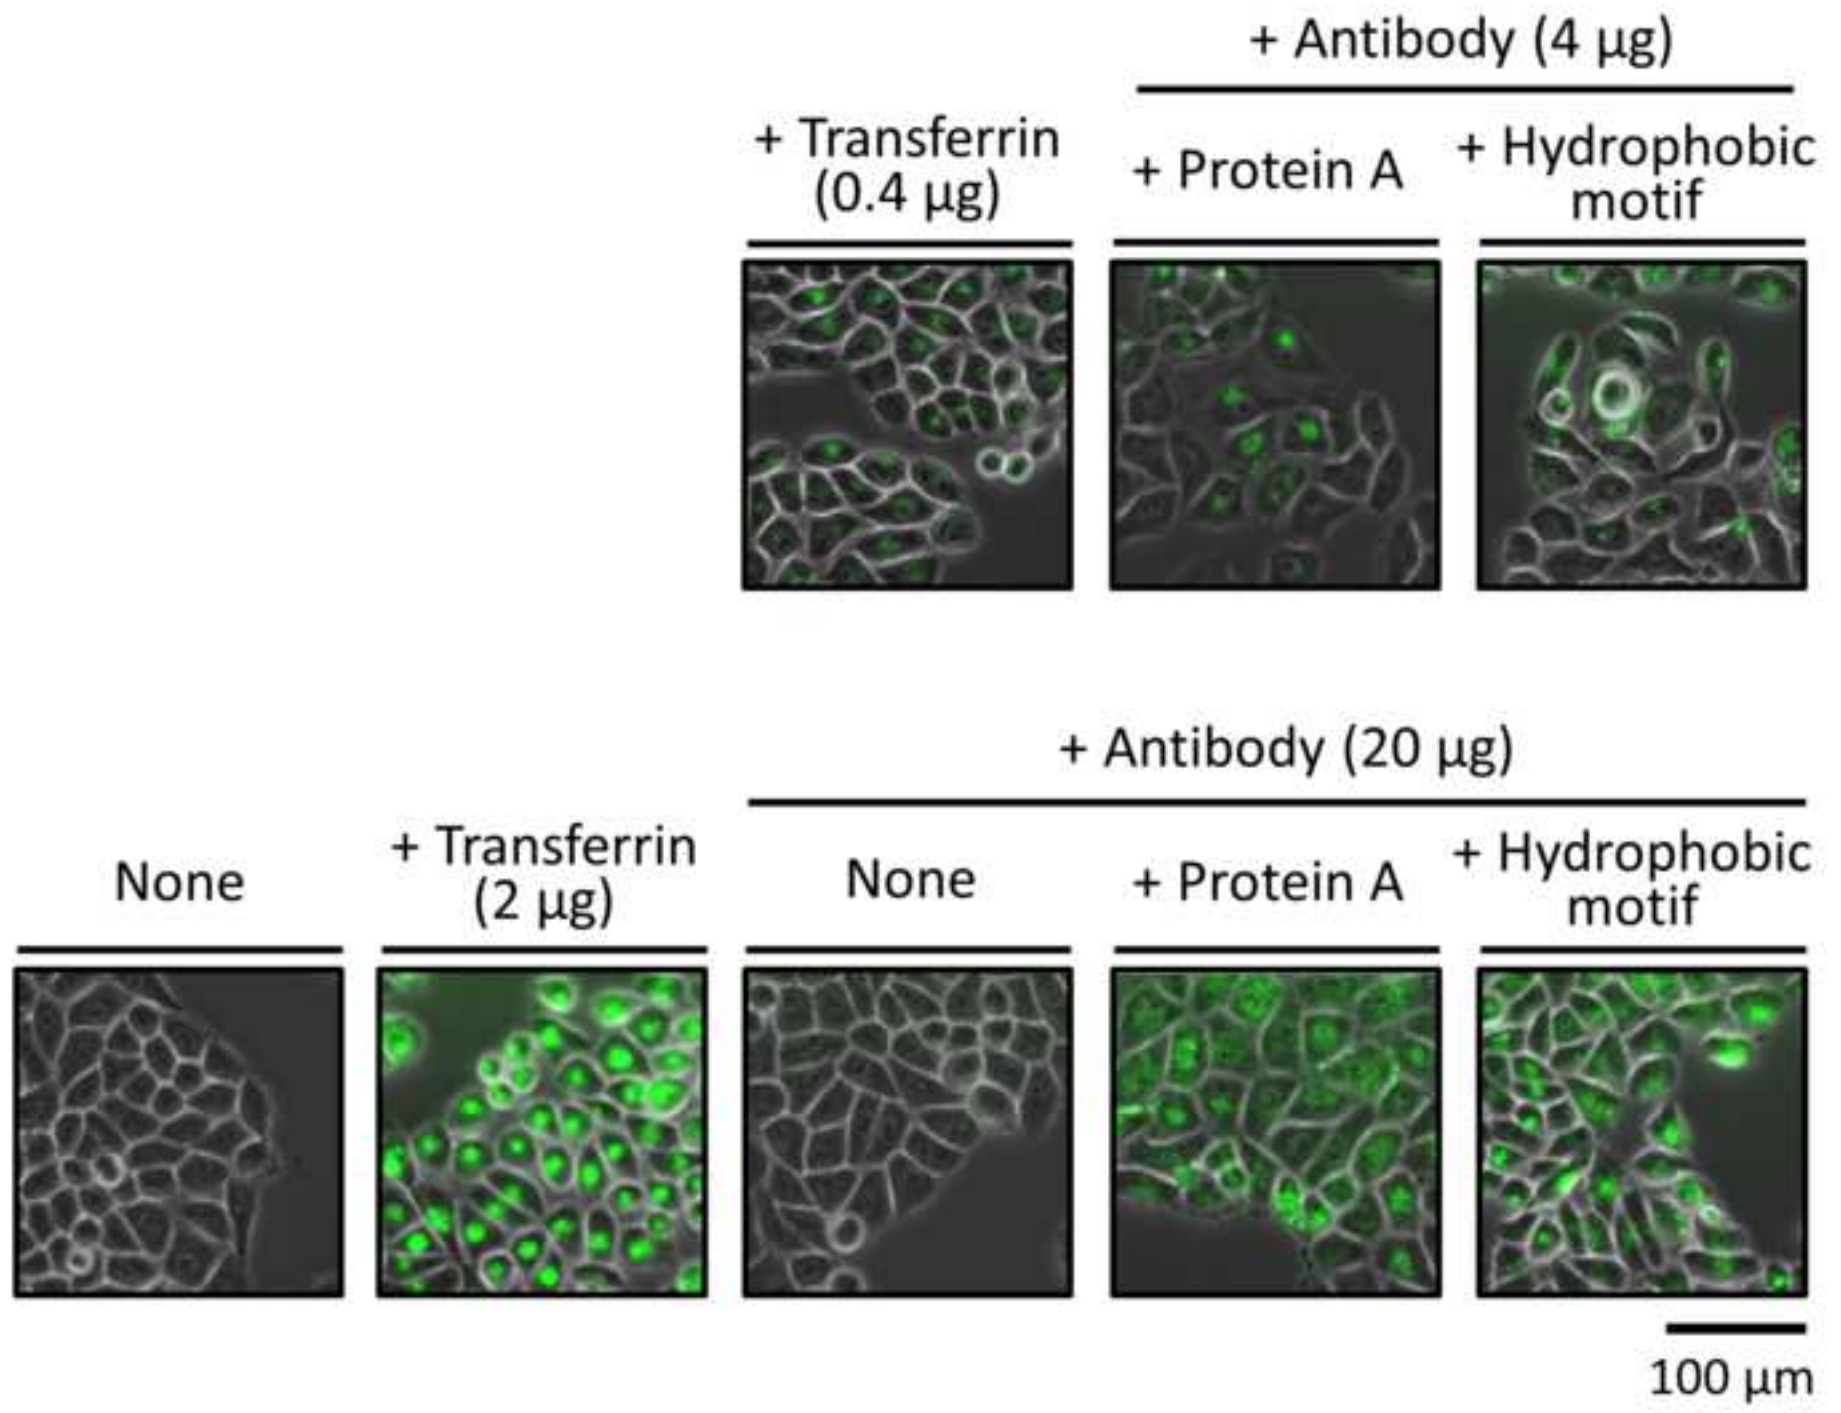 + Antibody (4 µg)
+ Transferrin
(0.4 µg)
+ Protein A
+ Hydrophobic
motif
+ Antibody (20 µg)
None
+ Transferrin
(2 µg)
None
+ Protein A
+ Hydrophobic
motif
100 µm